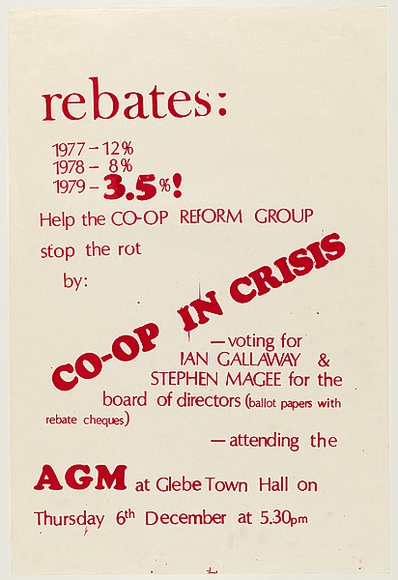 rebates:
1977 – 12%
1978 – 8%
1979 – 3.5%!
Help the CO-OP REFORM GROUP
stop the rot
by:
CO-OP IN CRISIS
— voting for
IAN GALLAWAY &
STEPHEN MAGEE for the
board of directors (ballot papers with
rebate cheques)
— attending the
AGM at Glebe Town Hall on
Thursday 6th December at 5.30pm